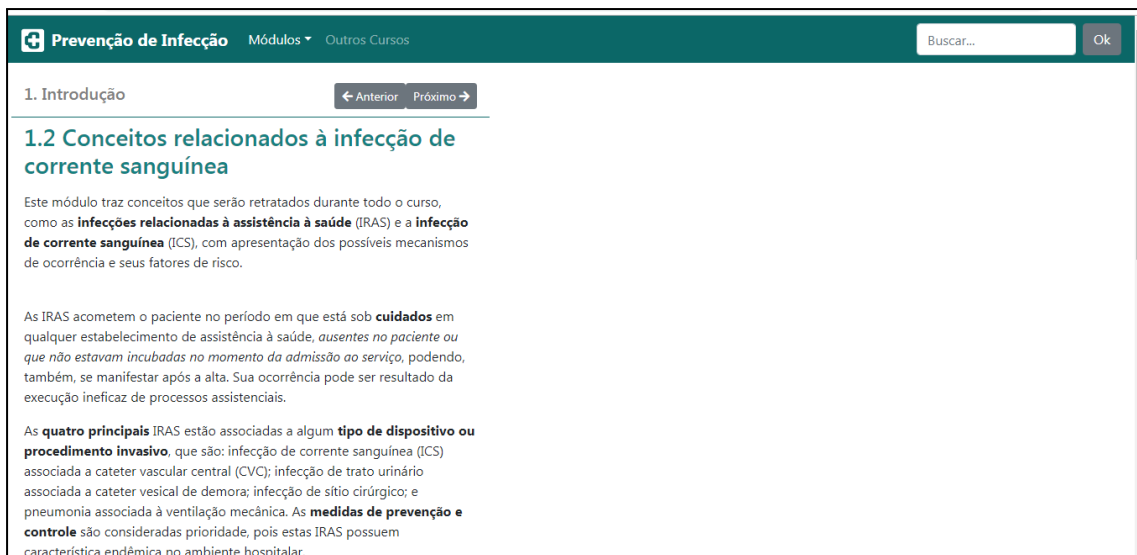 Prevenção de Infecção Módulos Outros Cursos Buscar... Ok
1. Introdução Anterior Próximo
1.2 Conceitos relacionados à infecção de
corrente sanguínea
Este módulo traz conceitos que serão retratados durante todo o curso,
como as infecções relacionadas à assistência à saúde (IRAS) e a infecção
de corrente sanguínea (ICS), com apresentação dos possíveis mecanismos
de ocorrência e seus fatores de risco.
As IRAS acometem o paciente no período em que está sob cuidados em
qualquer estabelecimento de assistência à saúde, ausentes no paciente ou
que não estavam incubadas no momento da admissão ao serviço, podendo,
também, se manifestar após a alta. Sua ocorrência pode ser resultado da
execução ineficaz de processos assistenciais.
As quatro principais IRAS estão associadas a algum tipo de dispositivo ou
procedimento invasivo, que são: infecção de corrente sanguínea (ICS)
associada a cateter vascular central (CVC); infecção de trato urinário
associada a cateter vesical de demora; infecção de sítio cirúrgico; e
pneumonia associada à ventilação mecânica. As medidas de prevenção e
controle são consideradas prioridade, pois estas IRAS possuem
característica endêmica no ambiente hospitalar